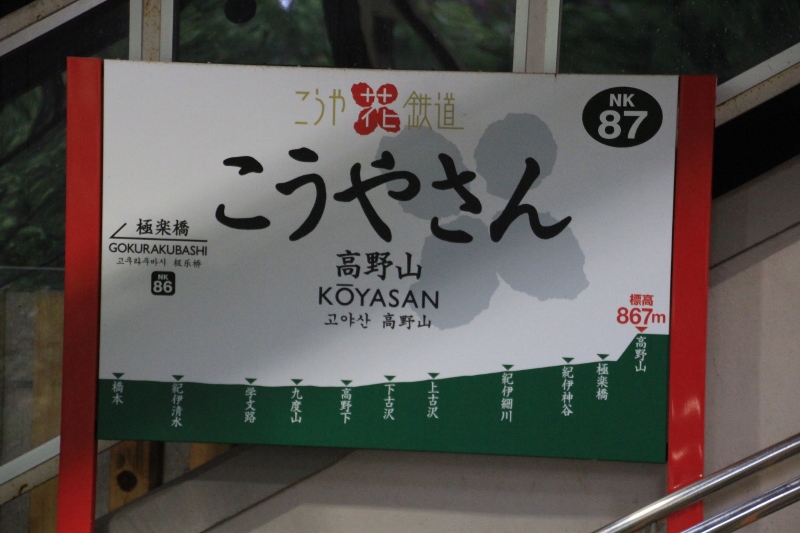 こうや花鉄道
NK
87
こうやさん
極楽橋
GOKURAKUBASHI
고쿠라쿠바시 极乐桥
NK
86
高野山
KŌYASAN
고야산 高野山
標高
867m
橋本
紀伊清水
学文路
九度山
高野下
下古沢
上古沢
紀伊細川
紀伊神谷
極楽橋
高野山